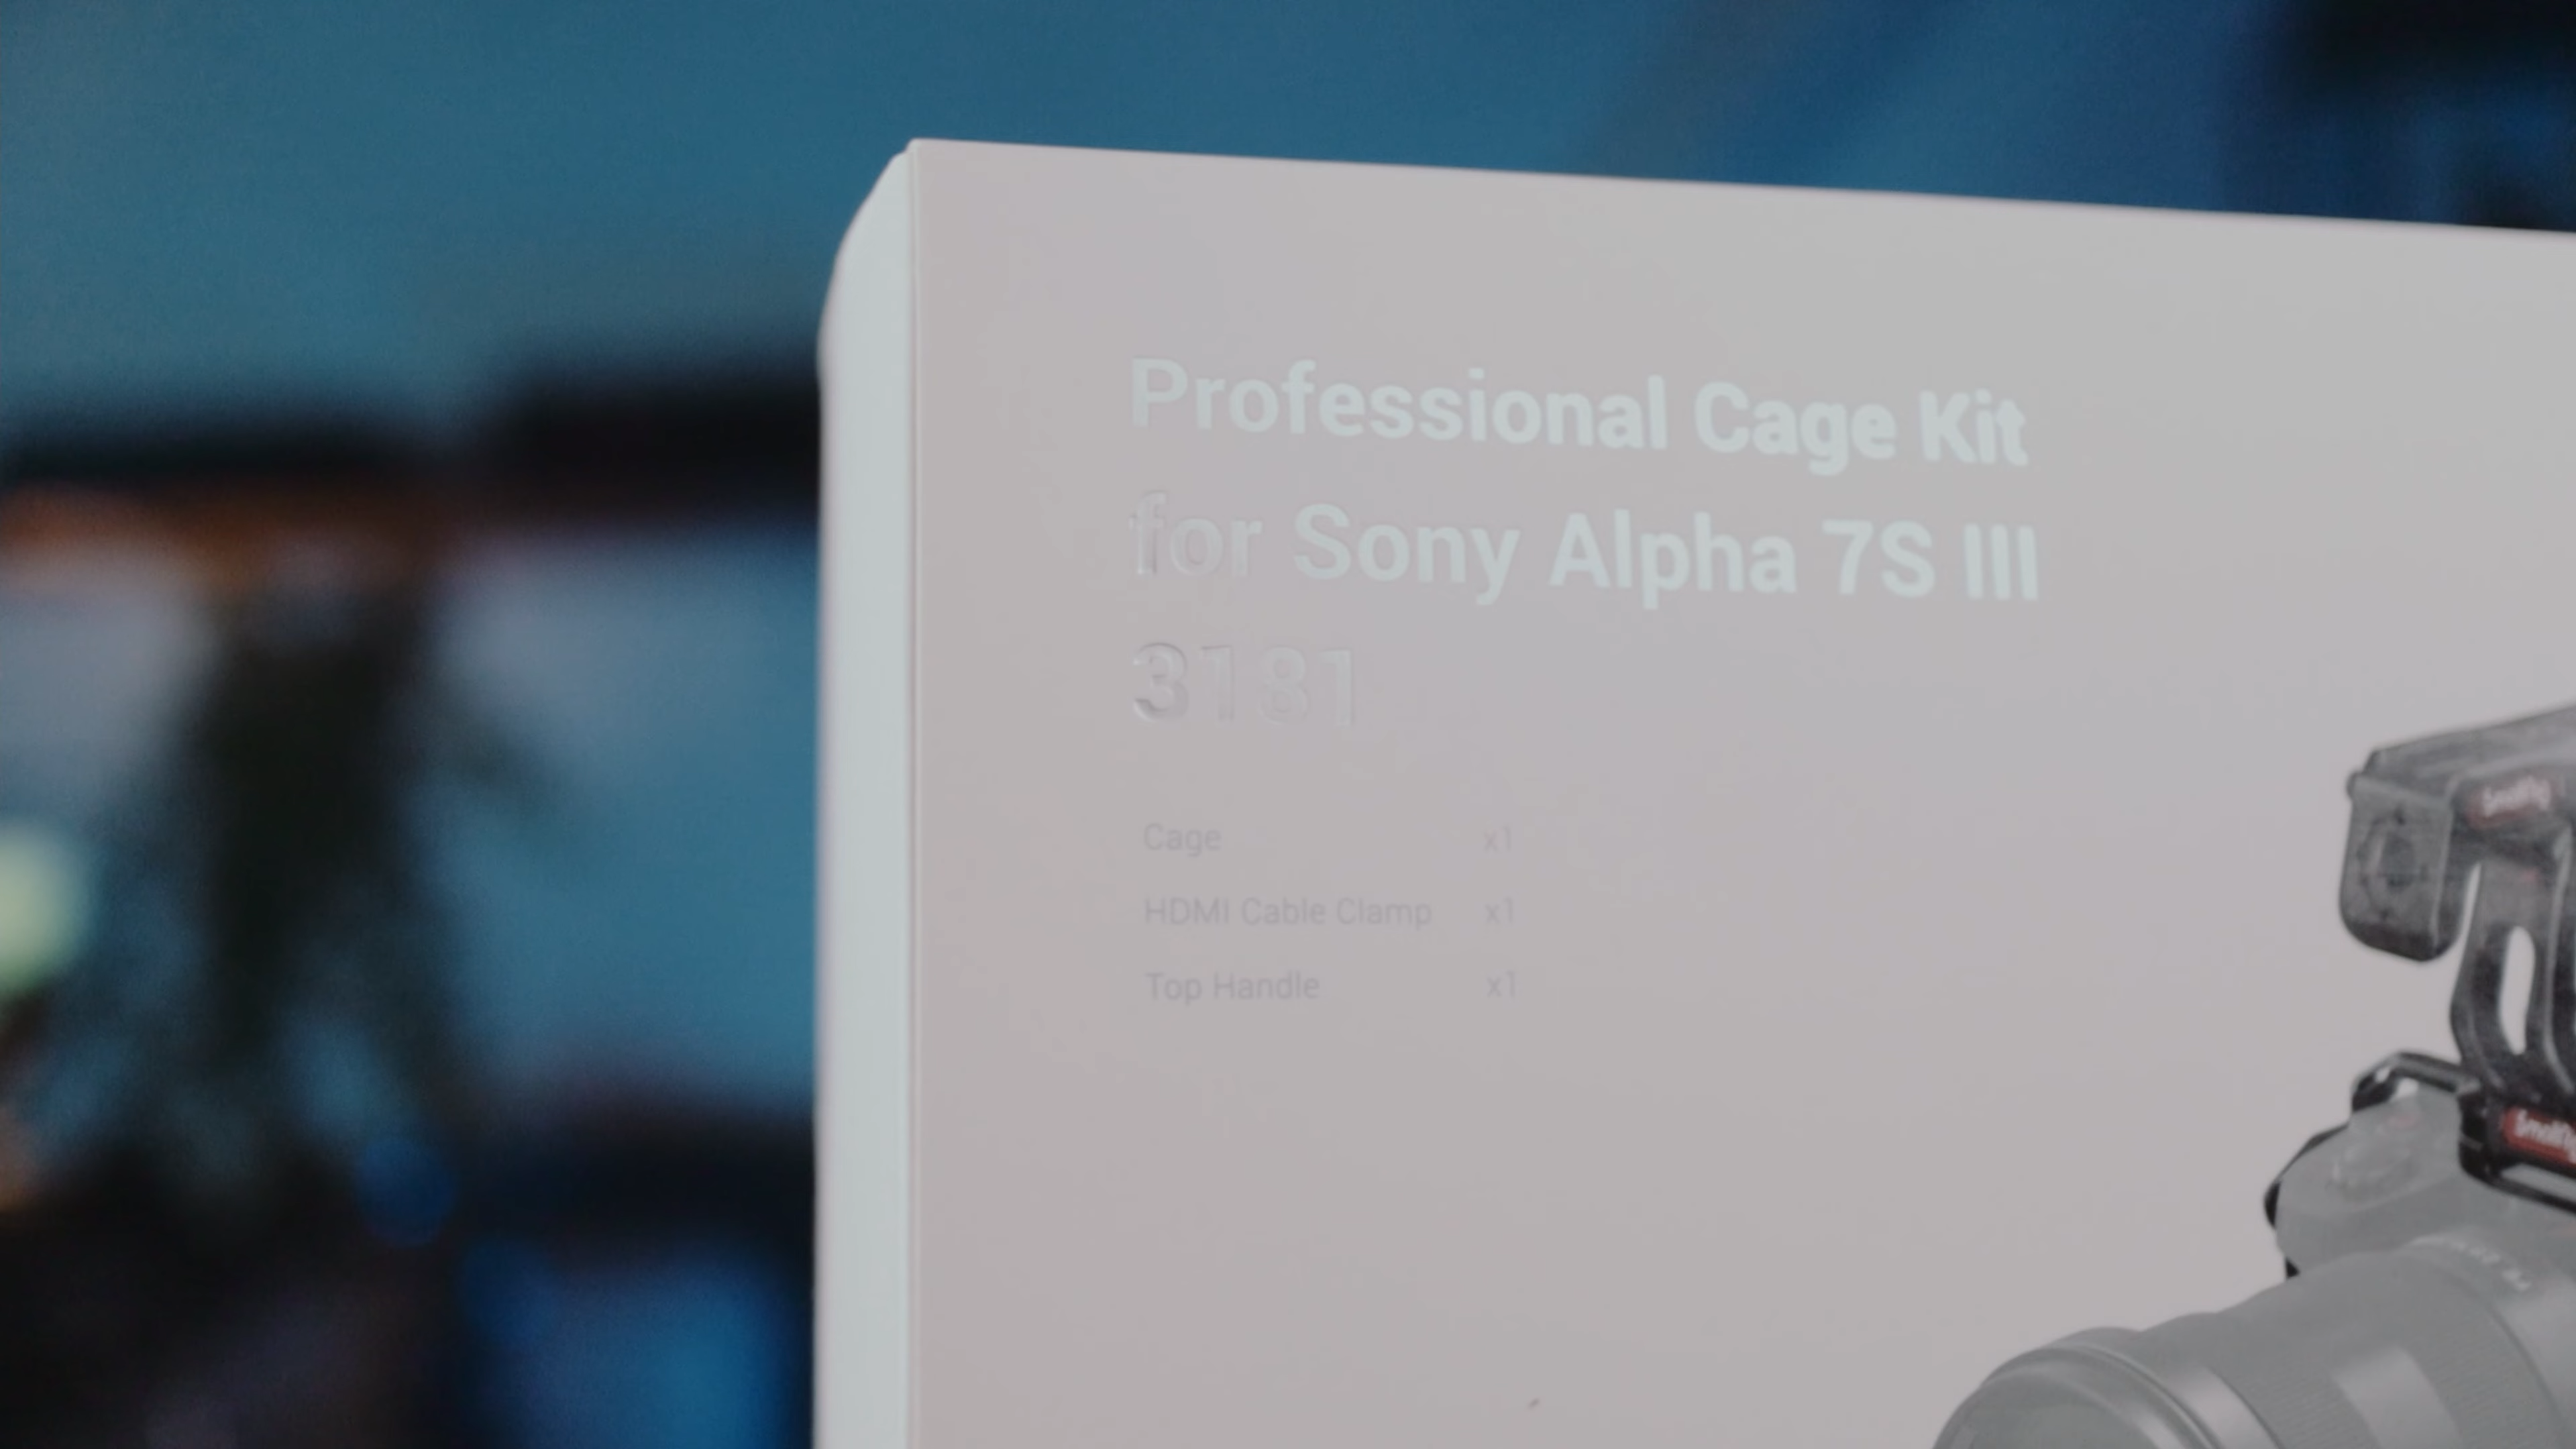 Professional Cage Kit
for Sony Alpha 7S III
3181
Cage x1
HDMI Cable Clamp x1
Top Handle x1